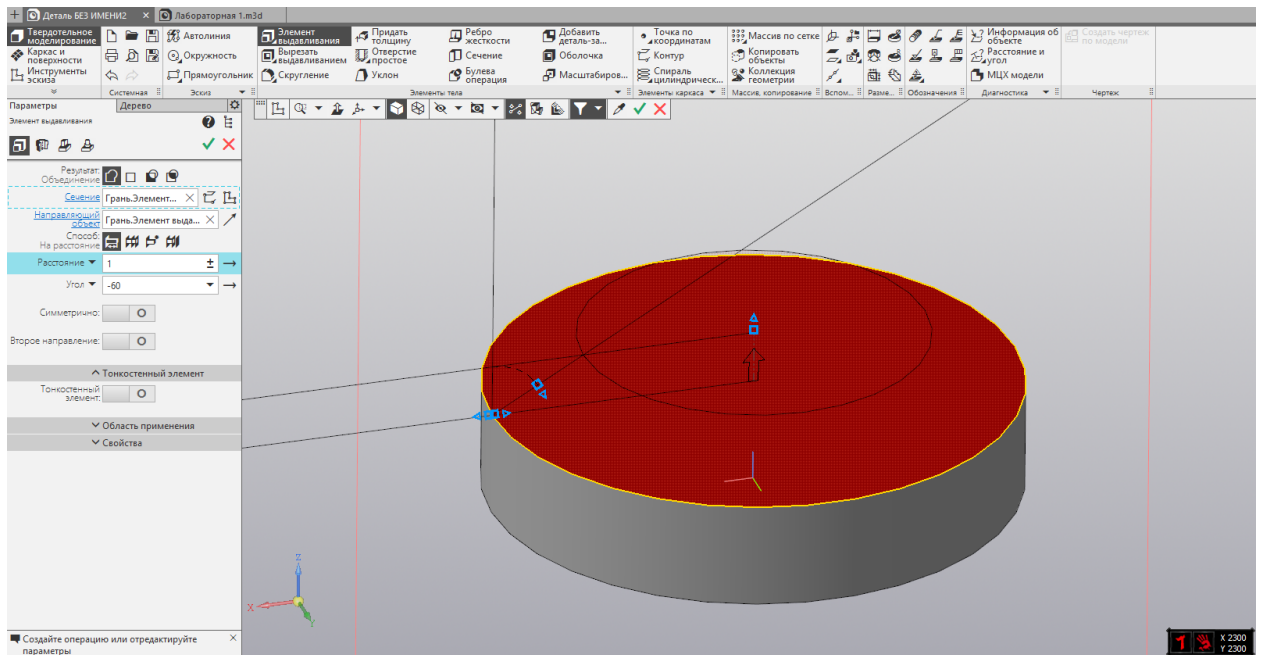 Деталь БЕЗ ИМЕНИ2
Лабораторная 1.m3d
Твердотельное моделирование
Каркас и поверхности
Инструменты эскиза
Системная
Автолиния
Окружность
Прямоугольник
Эскиз
Элемент выдавливания
Вырезать выдавливанием
Скругление
Придать толщину
Отверстие простое
Уклон
Ребро жесткости
Сечение
Булева операция
Добавить деталь-за...
Оболочка
Масштабиров...
Элементы тела
Точка по координатам
Контур
Спираль цилиндрическ...
Элементы каркаса
Массив по сетке
Копировать объекты
Коллекция геометрии
Массив, копирование
Вспом...
Разме...
Обозначения
Информация об объекте
Расстояние и угол
МЦХ модели
Диагностика
Создать чертеж по модели
Чертеж
Параметры
Дерево
Элемент выдавливания
Результат:
Объединение
Сечение
Грань.Элемент...
Направляющий объект
Грань.Элемент выда...
Способ:
На расстояние
Расстояние
1
Угол
-60
Симметрично:
Второе направление:
Тонкостенный элемент
Тонкостенный элемент:
Область применения
Свойства
Создайте операцию или отредактируйте
параметры
Z
X
Y
X 2300
Y 2300